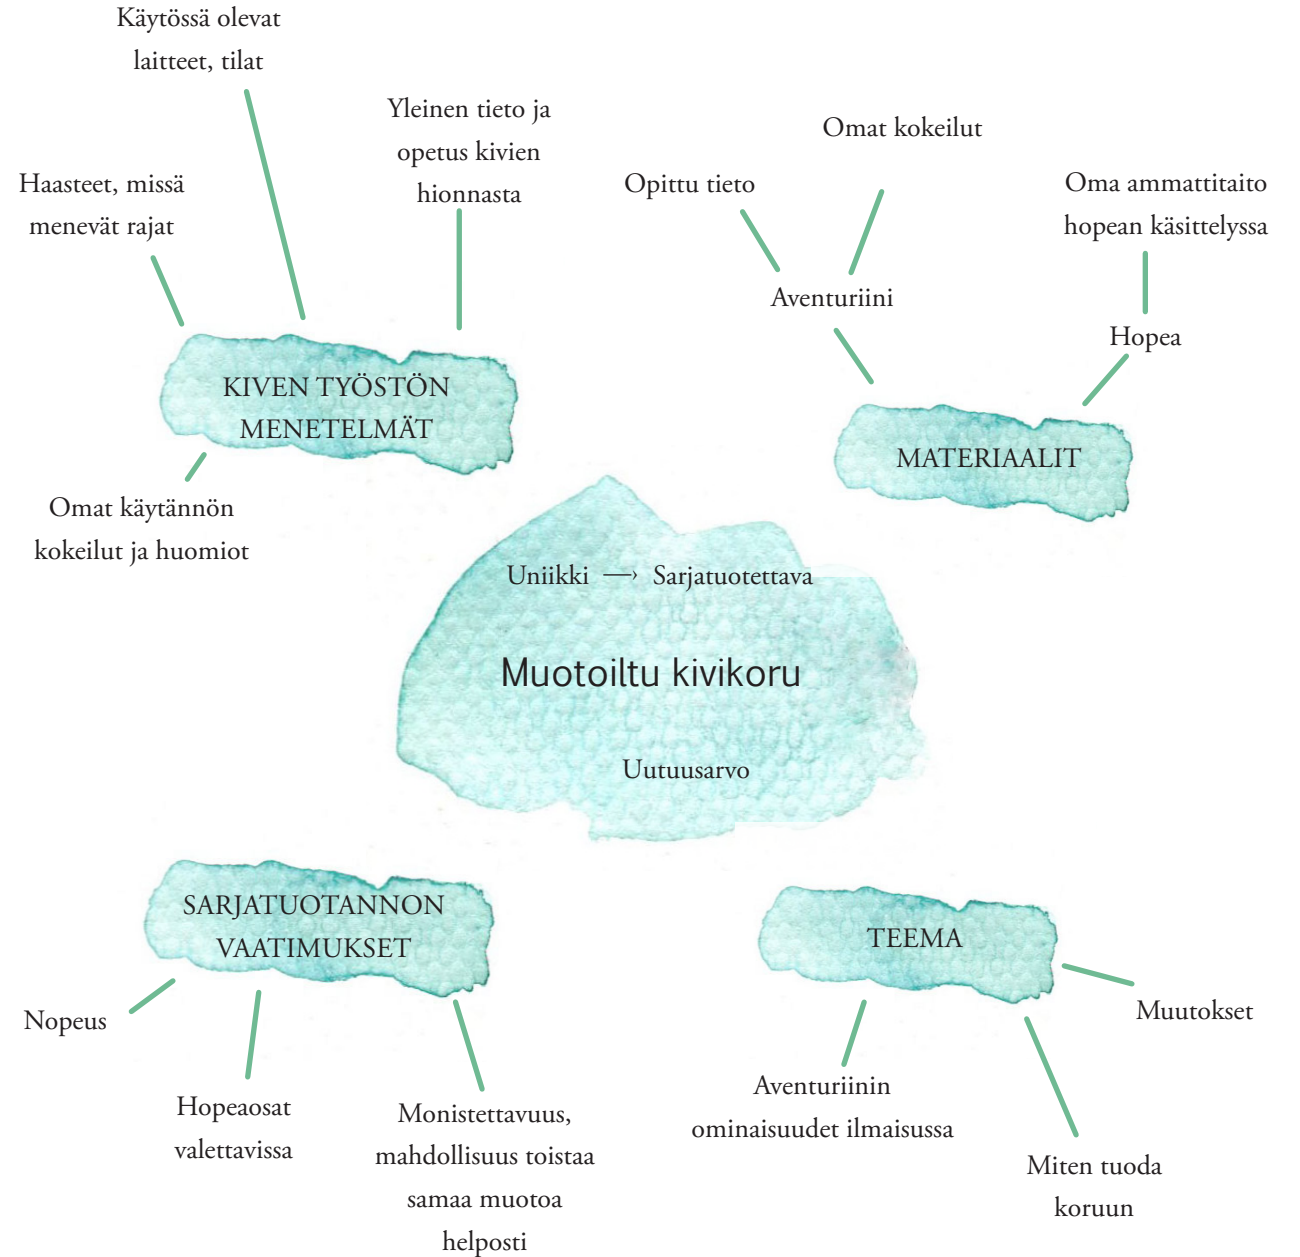 Käytössä olevat
laitteet, tilat
Yleinen tieto ja
opetus kivien
hionnasta
Haasteet, missä
menevät rajat
KIVEN TYÖSTÖN
MENETELMÄT
Omat käytännön
kokeilut ja huomiot
Omat kokeilut
Opittu tieto
Oma ammattitaito
hopean käsittelyssa
Aventuriini
Hopea
MATERIAALIT
Uniikki → Sarjatuotettava
Muotoiltu kivikoru
Uutuusarvo
SARJATUOTANNON
VAATIMUKSET
Nopeus
Hopeaosat
valettavissa
Monistettavuus,
mahdollisuus toistaa
samaa muotoa
helposti
TEEMA
Muutokset
Aventuriinin
ominaisuudet ilmaisussa
Miten tuoda
koruun